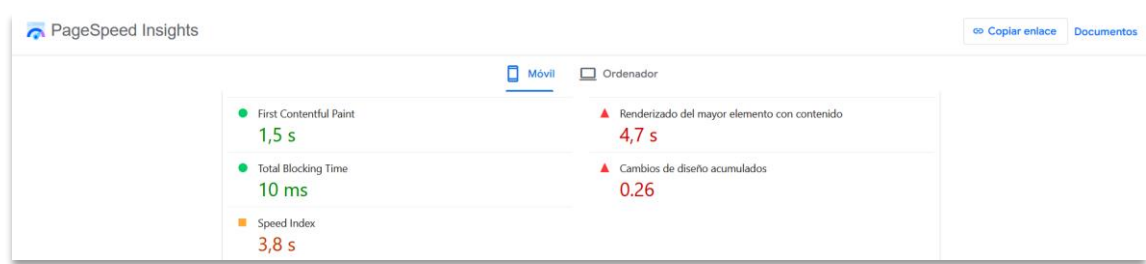 PageSpeed Insights
Copiar enlace
Documentos
Móvil
Ordenador
First Contentful Paint
1,5 s
Renderizado del mayor elemento con contenido
4,7 s
Total Blocking Time
10 ms
Cambios de diseño acumulados
0.26
Speed Index
3,8 s